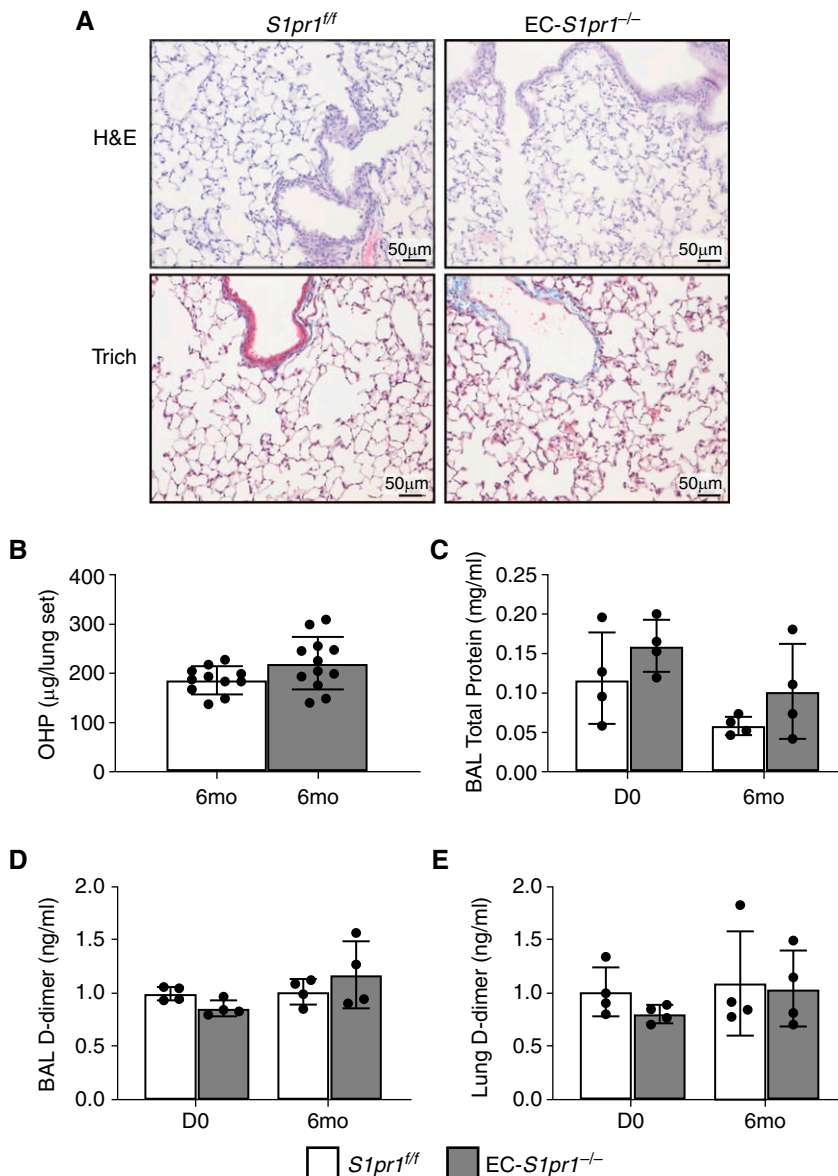 A
S1pr1f/f
EC-S1pr1–/–
H&E
50μm
50μm
Trich
50μm
50μm
B
OHP (μg/lung set)
400
300
200
100
0
6mo
6mo
C
BAL Total Protein (mg/ml)
0.25
0.20
0.15
0.10
0.05
0.00
D0
6mo
D
BAL D-dimer (ng/ml)
2.0
1.5
1.0
0.5
0.0
D0
6mo
E
Lung D-dimer (ng/ml)
2.0
1.5
1.0
0.5
0.0
D0
6mo
S1pr1f/f
EC-S1pr1–/–